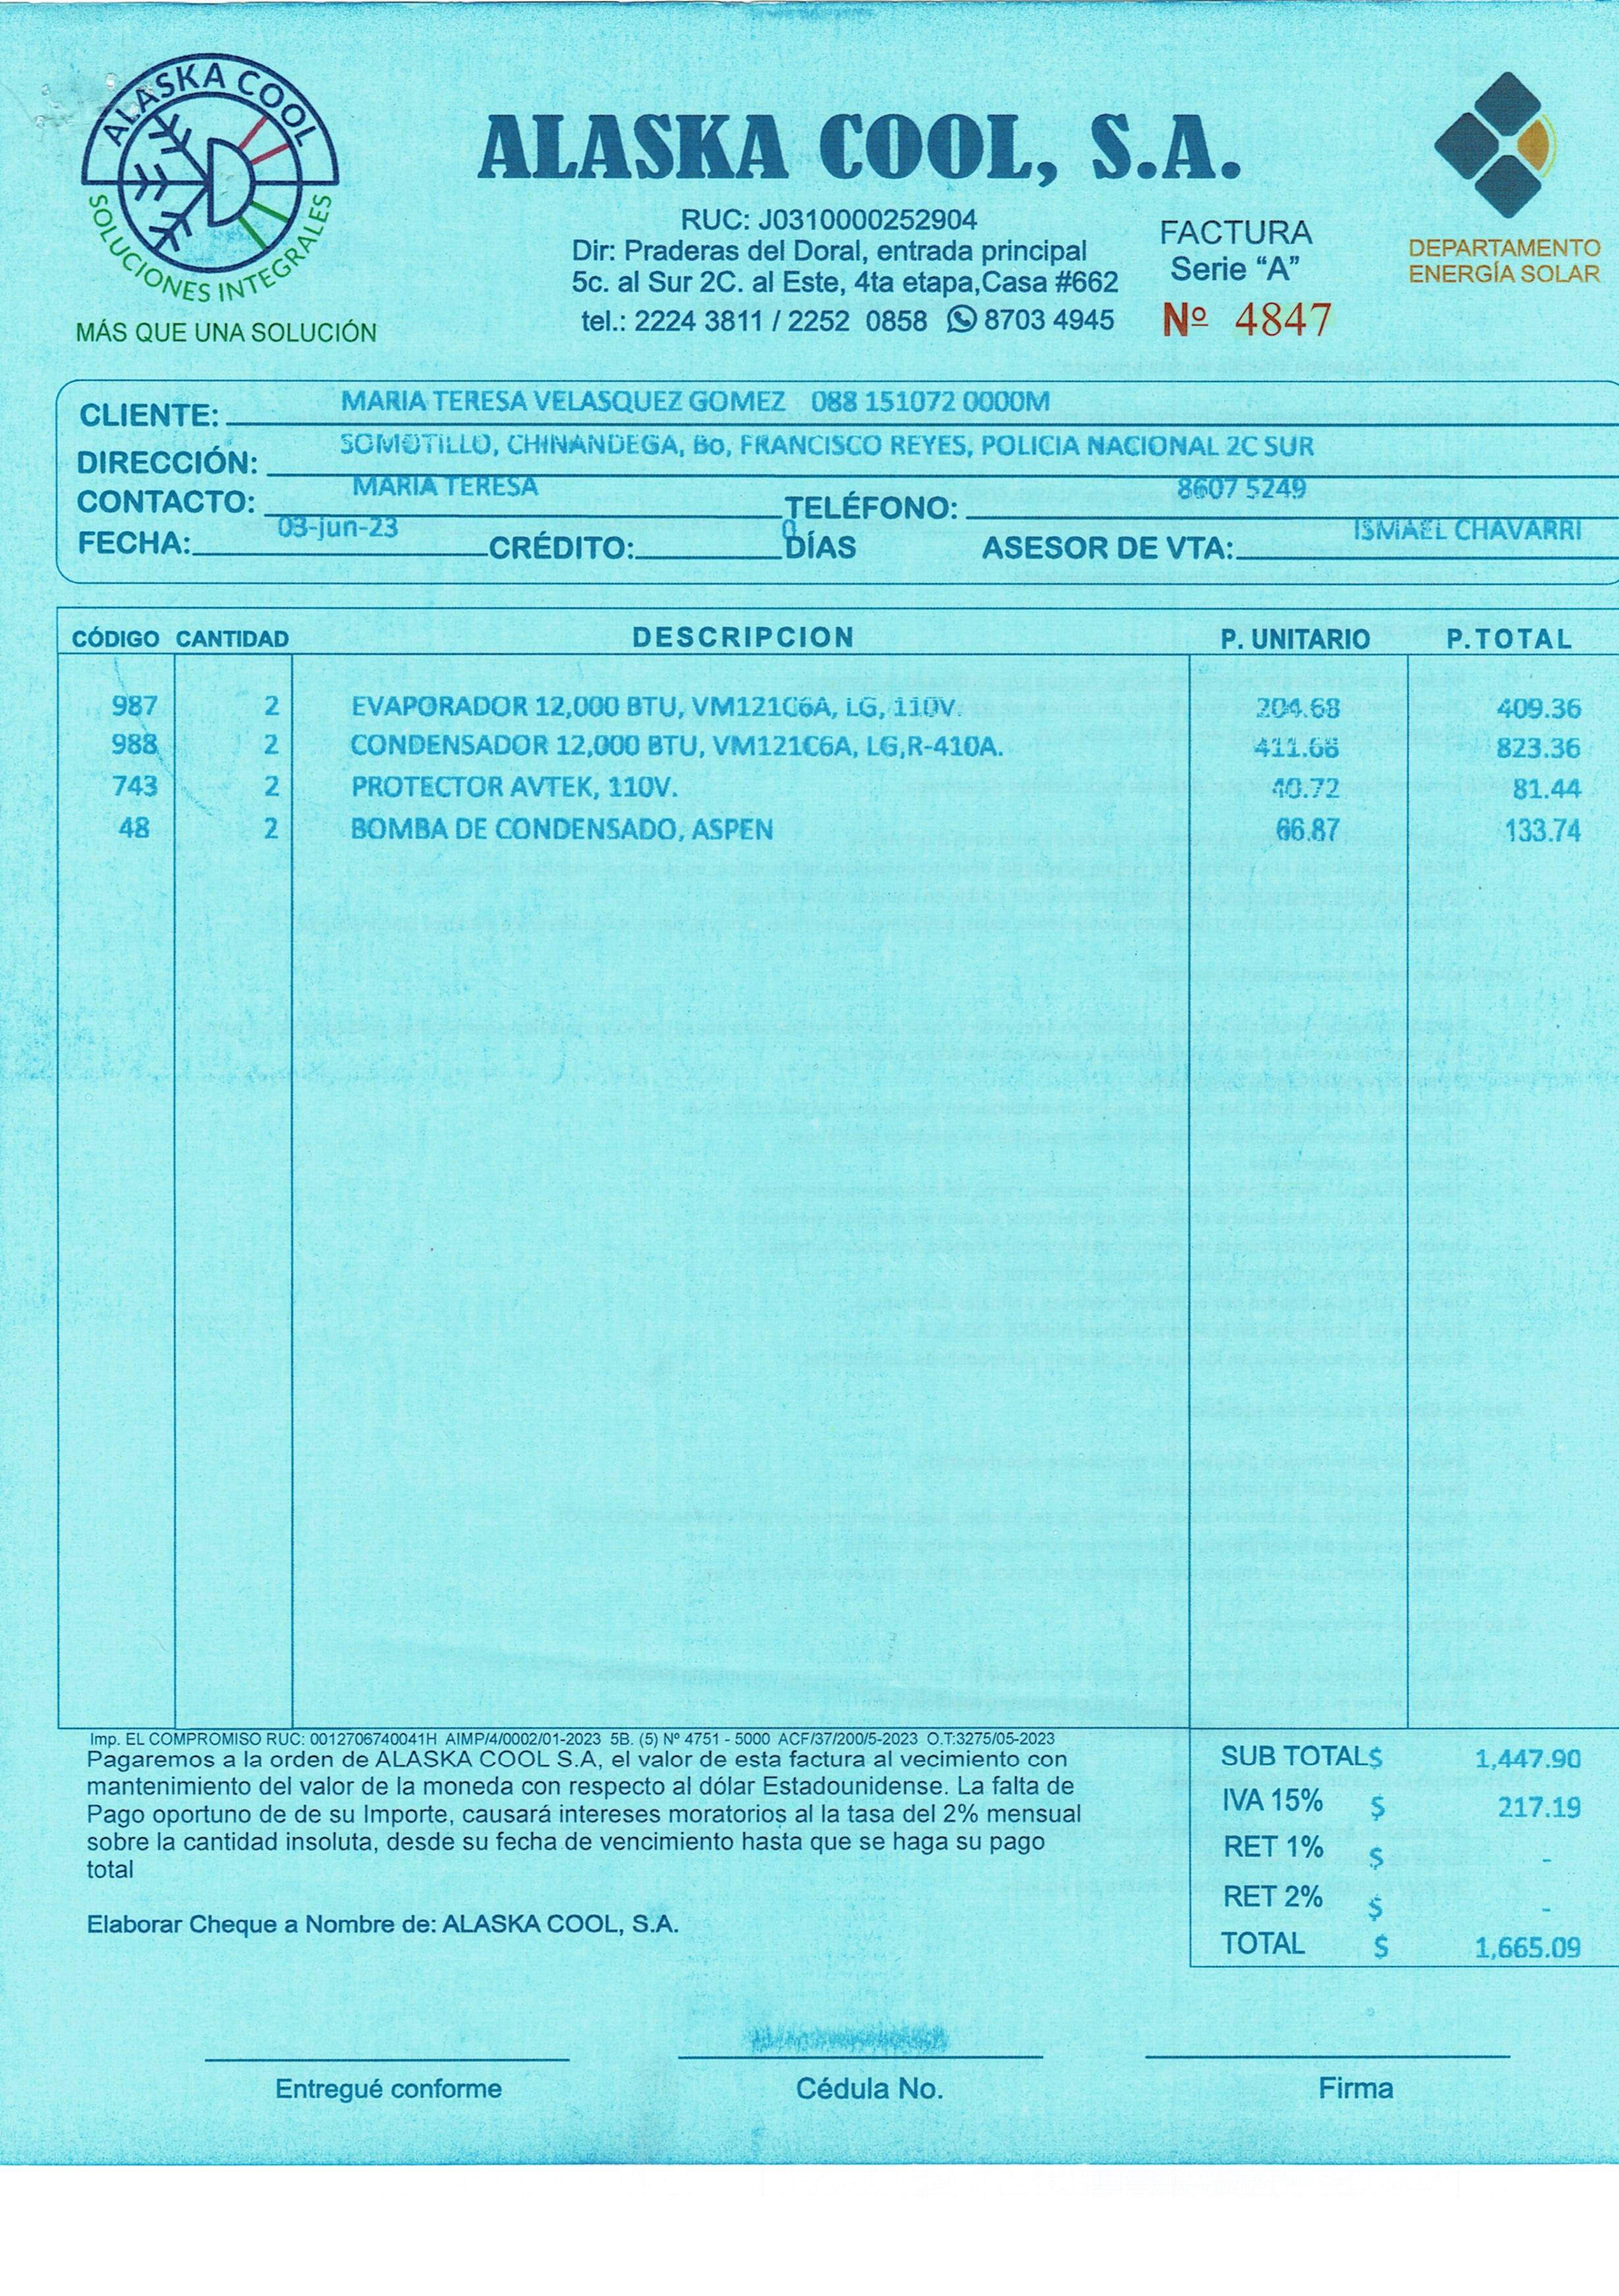 ALASKA COOL
SOLUCIONES INTEGRALES
MÁS QUE UNA SOLUCIÓN
ALASKA COOL, S.A.
RUC: J0310000252904
Dir: Praderas del Doral, entrada principal
5c. al Sur 2C. al Este, 4ta etapa,Casa #662
tel.: 2224 3811 / 2252 0858 8703 4945
FACTURA
Serie "A"
Nº 4847
DEPARTAMENTO
ENERGÍA SOLAR
CLIENTE: MARIA TERESA VELASQUEZ GOMEZ 088 151072 0000M
DIRECCIÓN: SOMOTILLO, CHINANDEGA, Bo, FRANCISCO REYES, POLICIA NACIONAL 2C SUR
CONTACTO: MARIA TERESA TELÉFONO: 8607 5249
FECHA: 03-jun-23 CRÉDITO: 0 DÍAS ASESOR DE VTA: ISMAEL CHAVARRI
CÓDIGO CANTIDAD DESCRIPCION P. UNITARIO P.TOTAL
987 2 EVAPORADOR 12,000 BTU, VM121C6A, LG, 110V. 204.68 409.36
988 2 CONDENSADOR 12,000 BTU, VM121C6A, LG,R-410A. 411.68 823.36
743 2 PROTECTOR AVTEK, 110V. 40.72 81.44
48 2 BOMBA DE CONDENSADO, ASPEN 66.87 133.74
Imp. EL COMPROMISO RUC: 0012706740041H AIMP/4/0002/01-2023 5B. (5) Nº 4751 - 5000 ACF/37/200/5-2023 O.T:3275/05-2023
Pagaremos a la orden de ALASKA COOL S.A, el valor de esta factura al vecimiento con
mantenimiento del valor de la moneda con respecto al dólar Estadounidense. La falta de
Pago oportuno de de su Importe, causará intereses moratorios al la tasa del 2% mensual
sobre la cantidad insoluta, desde su fecha de vencimiento hasta que se haga su pago
total
Elaborar Cheque a Nombre de: ALASKA COOL, S.A.
SUB TOTAL $ 1,447.90
IVA 15% $ 217.19
RET 1% $ -
RET 2% $ -
TOTAL $ 1,665.09
Entregué conforme
Cédula No.
Firma